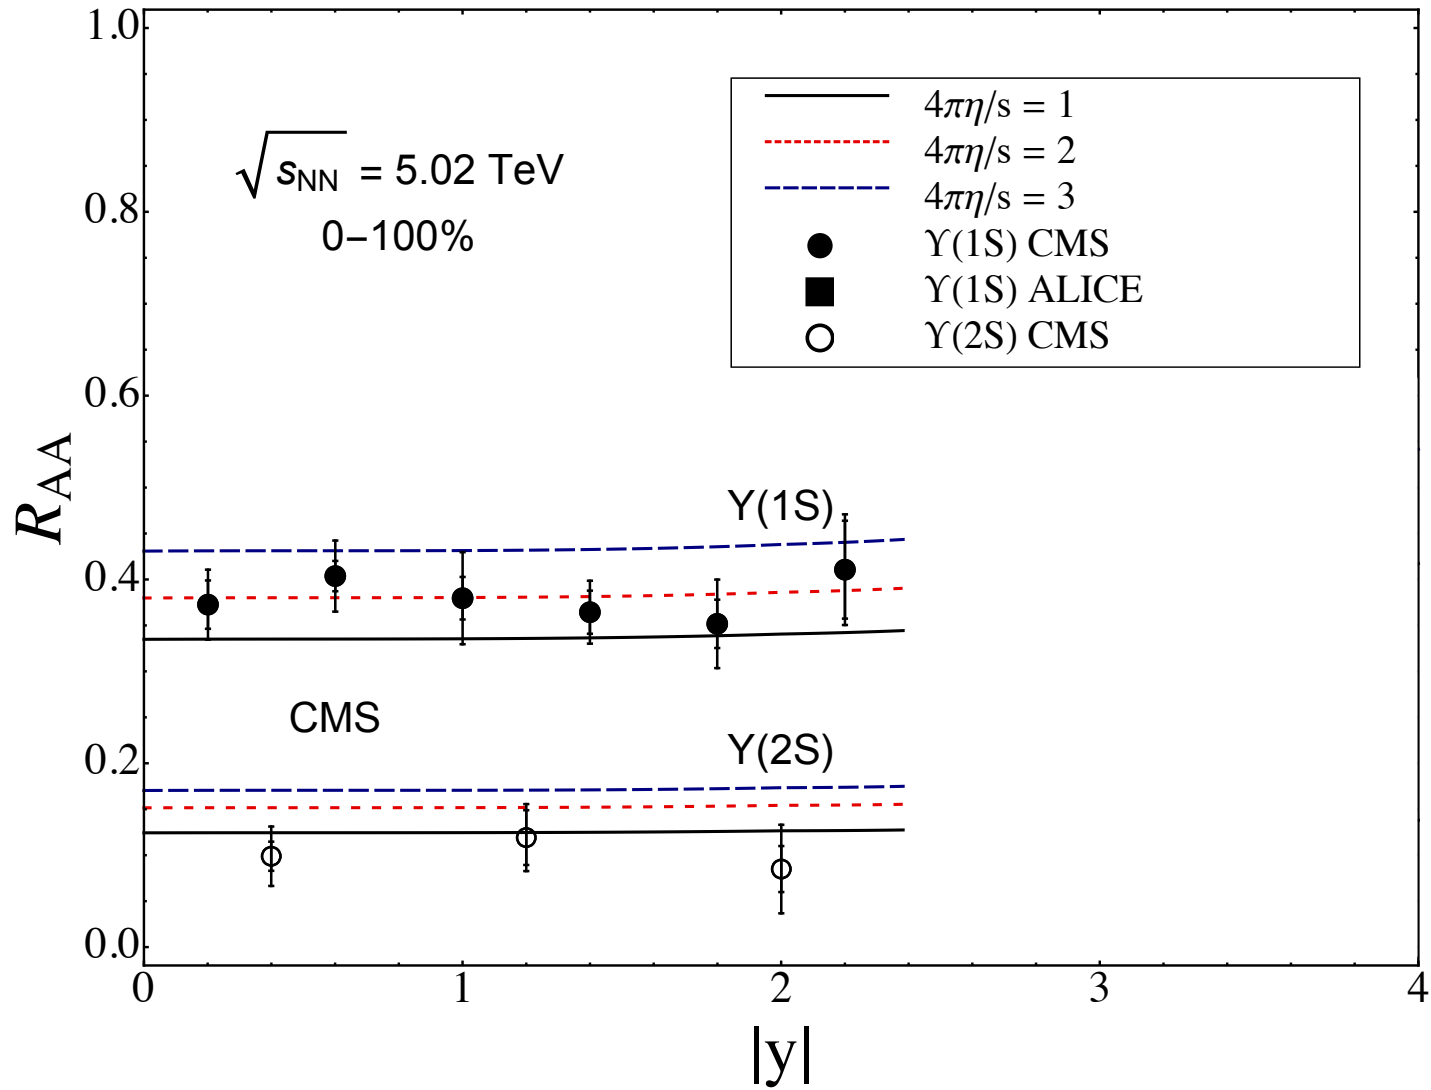 1.0
0.8
0.6
0.4
0.2
0.0
R_AA
√s_NN = 5.02 TeV
0–100%
4πη/s = 1
4πη/s = 2
4πη/s = 3
ϒ(1S) CMS
ϒ(1S) ALICE
ϒ(2S) CMS
Υ(1S)
CMS
Υ(2S)
0 1 2 3 4
|y|